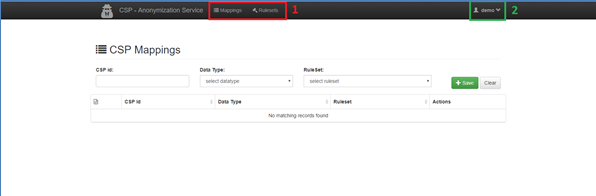 CSP - Anonymization Service Mappings Rulesets 1 demo 2
CSP Mappings
CSP id: Data Type: RuleSet:
select datatype select ruleset Save Clear
CSP Id Data Type Ruleset Actions
No matching records found